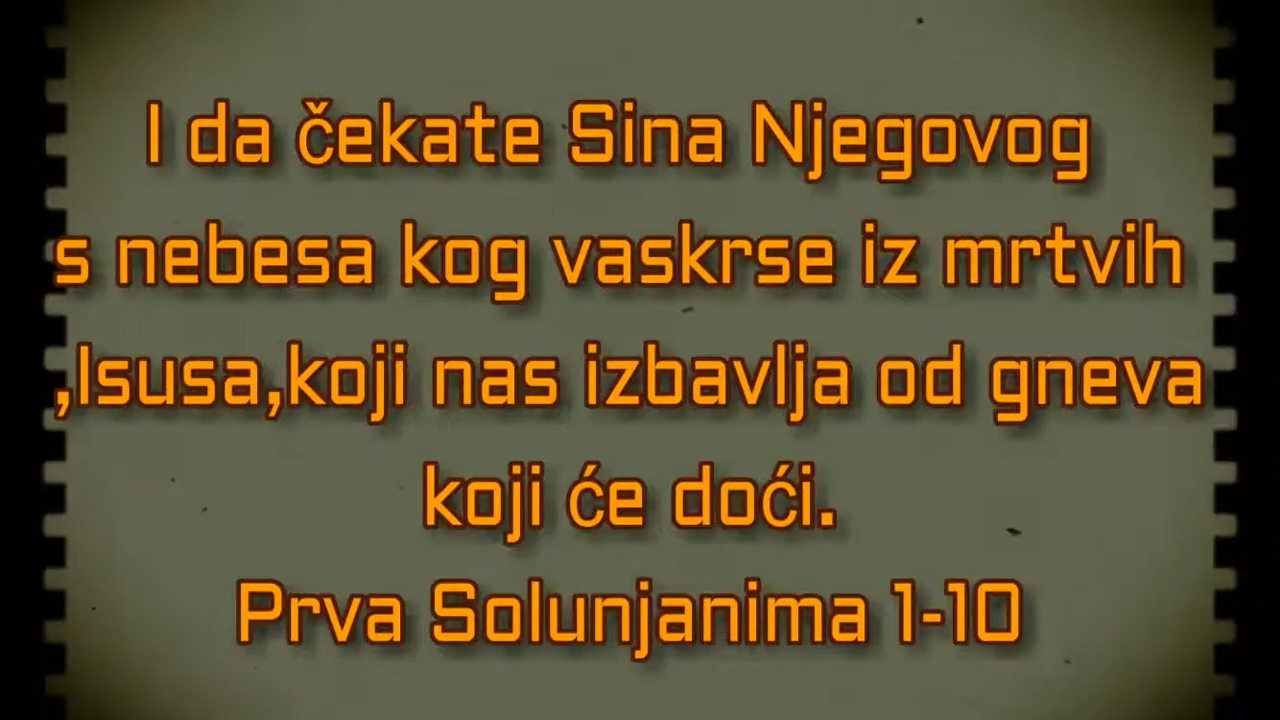 I da čekate Sina Njegovog
s nebesa kog vaskrse iz mrtvih
,Isusa,koji nas izbavlja od gneva
koji će doći.
Prva Solunjanima 1-10